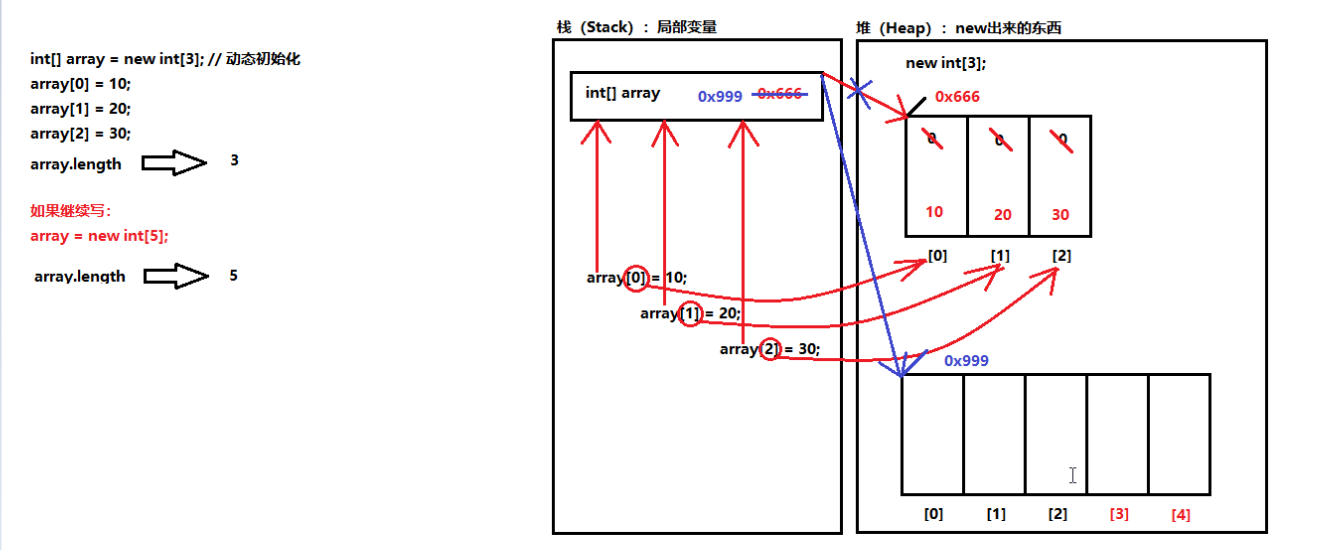 int[] array = new int[3]; // 动态初始化
array[0] = 10;
array[1] = 20;
array[2] = 30;
array.length 3
如果继续写:
array = new int[5];
array.length 5
栈（Stack）：局部变量
int[] array 0x999 0x666
array[0] = 10;
array[1] = 20;
array[2] = 30;
堆（Heap）：new出来的东西
new int[3];
0x666
0 0 0
10 20 30
[0] [1] [2]
0x999
[0] [1] [2] [3] [4]